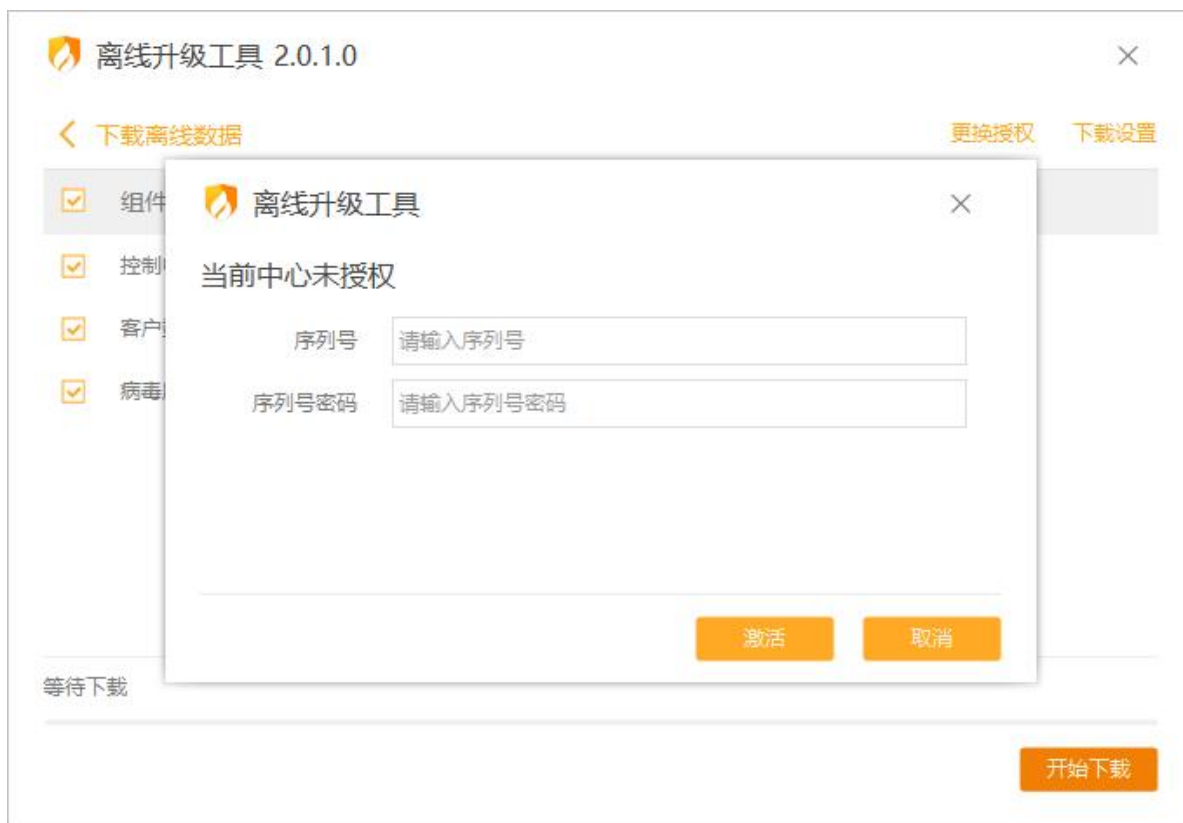 离线升级工具 2.0.1.0
下载离线数据
更换授权 下载设置
组件
控制
客户
病毒
离线升级工具
当前中心未授权
序列号 请输入序列号
序列号密码 请输入序列号密码
激活 取消
等待下载
开始下载